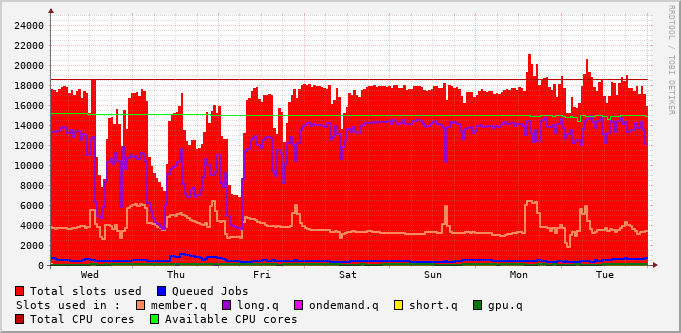 RRDTOOL / TOBI OETIKER
24000
22000
20000
18000
16000
14000
12000
10000
8000
6000
4000
2000
0
Wed Thu Fri Sat Sun Mon Tue
Total slots used Queued Jobs
Slots used in : member.q long.q ondemand.q short.q gpu.q
Total CPU cores Available CPU cores